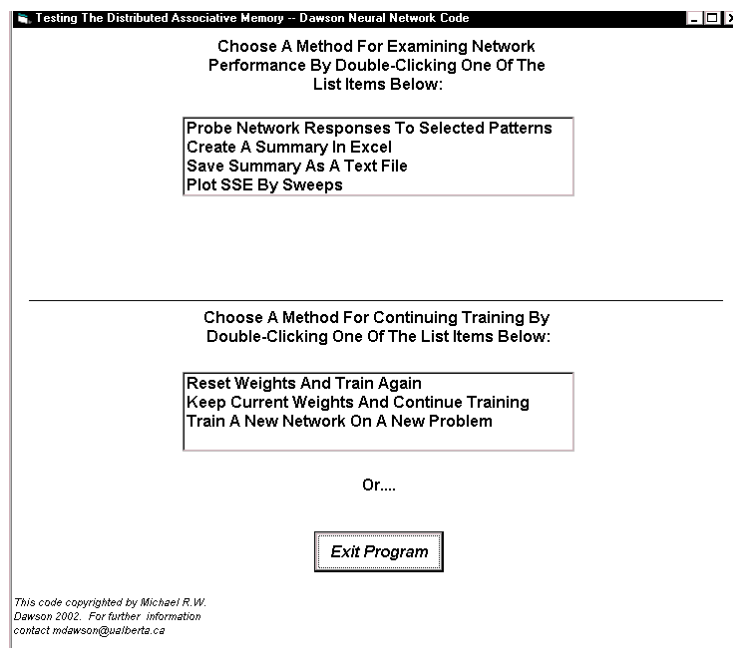 Testing The Distributed Associative Memory -- Dawson Neural Network Code
Choose A Method For Examining Network
Performance By Double-Clicking One Of The
List Items Below:
Probe Network Responses To Selected Patterns
Create A Summary In Excel
Save Summary As A Text File
Plot SSE By Sweeps
Choose A Method For Continuing Training By
Double-Clicking One Of The List Items Below:
Reset Weights And Train Again
Keep Current Weights And Continue Training
Train A New Network On A New Problem
Or....
Exit Program
This code copyrighted by Michael R.W.
Dawson 2002. For further information
contact mdawson@ualberta.ca